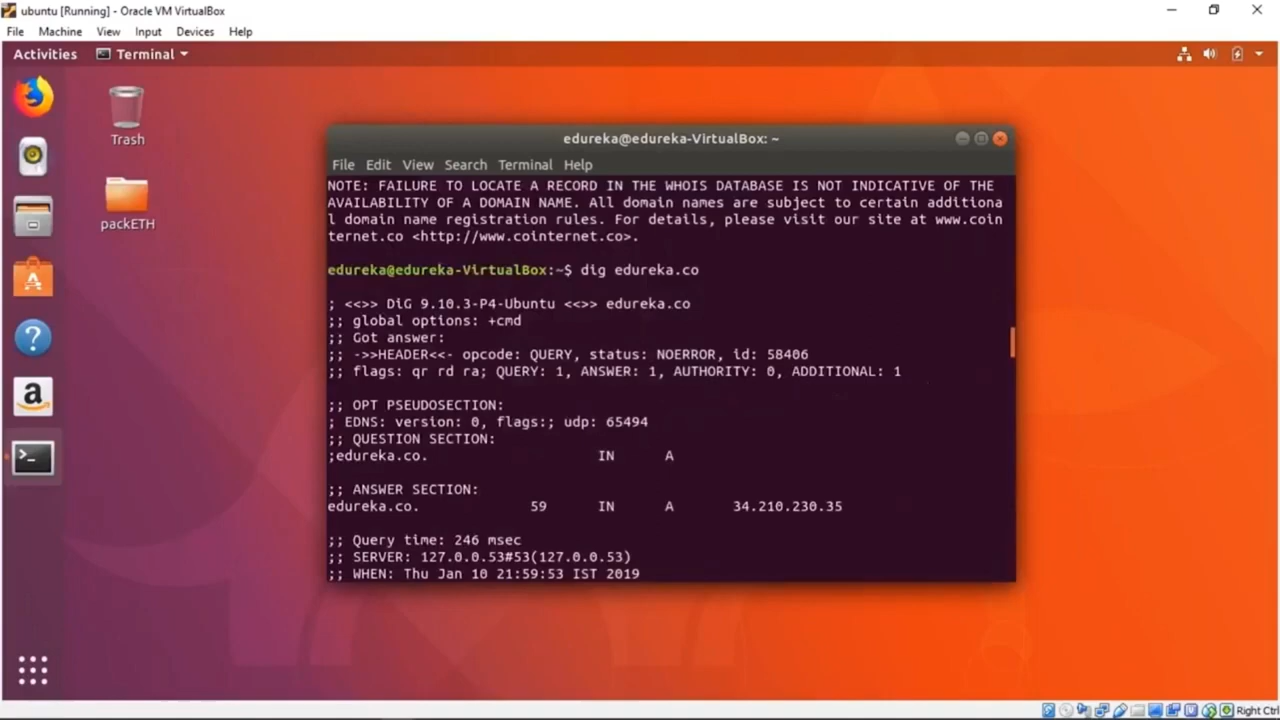 ubuntu [Running] - Oracle VM VirtualBox
File Machine View Input Devices Help
Activities Terminal
Trash
packETH
edureka@edureka-VirtualBox: ~
File Edit View Search Terminal Help
NOTE: FAILURE TO LOCATE A RECORD IN THE WHOIS DATABASE IS NOT INDICATIVE OF THE
AVAILABILITY OF A DOMAIN NAME. All domain names are subject to certain additiona
l domain name registration rules. For details, please visit our site at www.coin
ternet.co <http://www.cointernet.co>.
edureka@edureka-VirtualBox:~$ dig edureka.co
; <<>> DiG 9.10.3-P4-Ubuntu <<>> edureka.co
;; global options: +cmd
;; Got answer:
;; ->>HEADER<<- opcode: QUERY, status: NOERROR, id: 58406
;; flags: qr rd ra; QUERY: 1, ANSWER: 1, AUTHORITY: 0, ADDITIONAL: 1
;; OPT PSEUDOSECTION:
; EDNS: version: 0, flags:; udp: 65494
;; QUESTION SECTION:
;edureka.co. IN A
;; ANSWER SECTION:
edureka.co. 59 IN A 34.210.230.35
;; Query time: 246 msec
;; SERVER: 127.0.0.53#53(127.0.0.53)
;; WHEN: Thu Jan 10 21:59:53 IST 2019
Right Ctrl